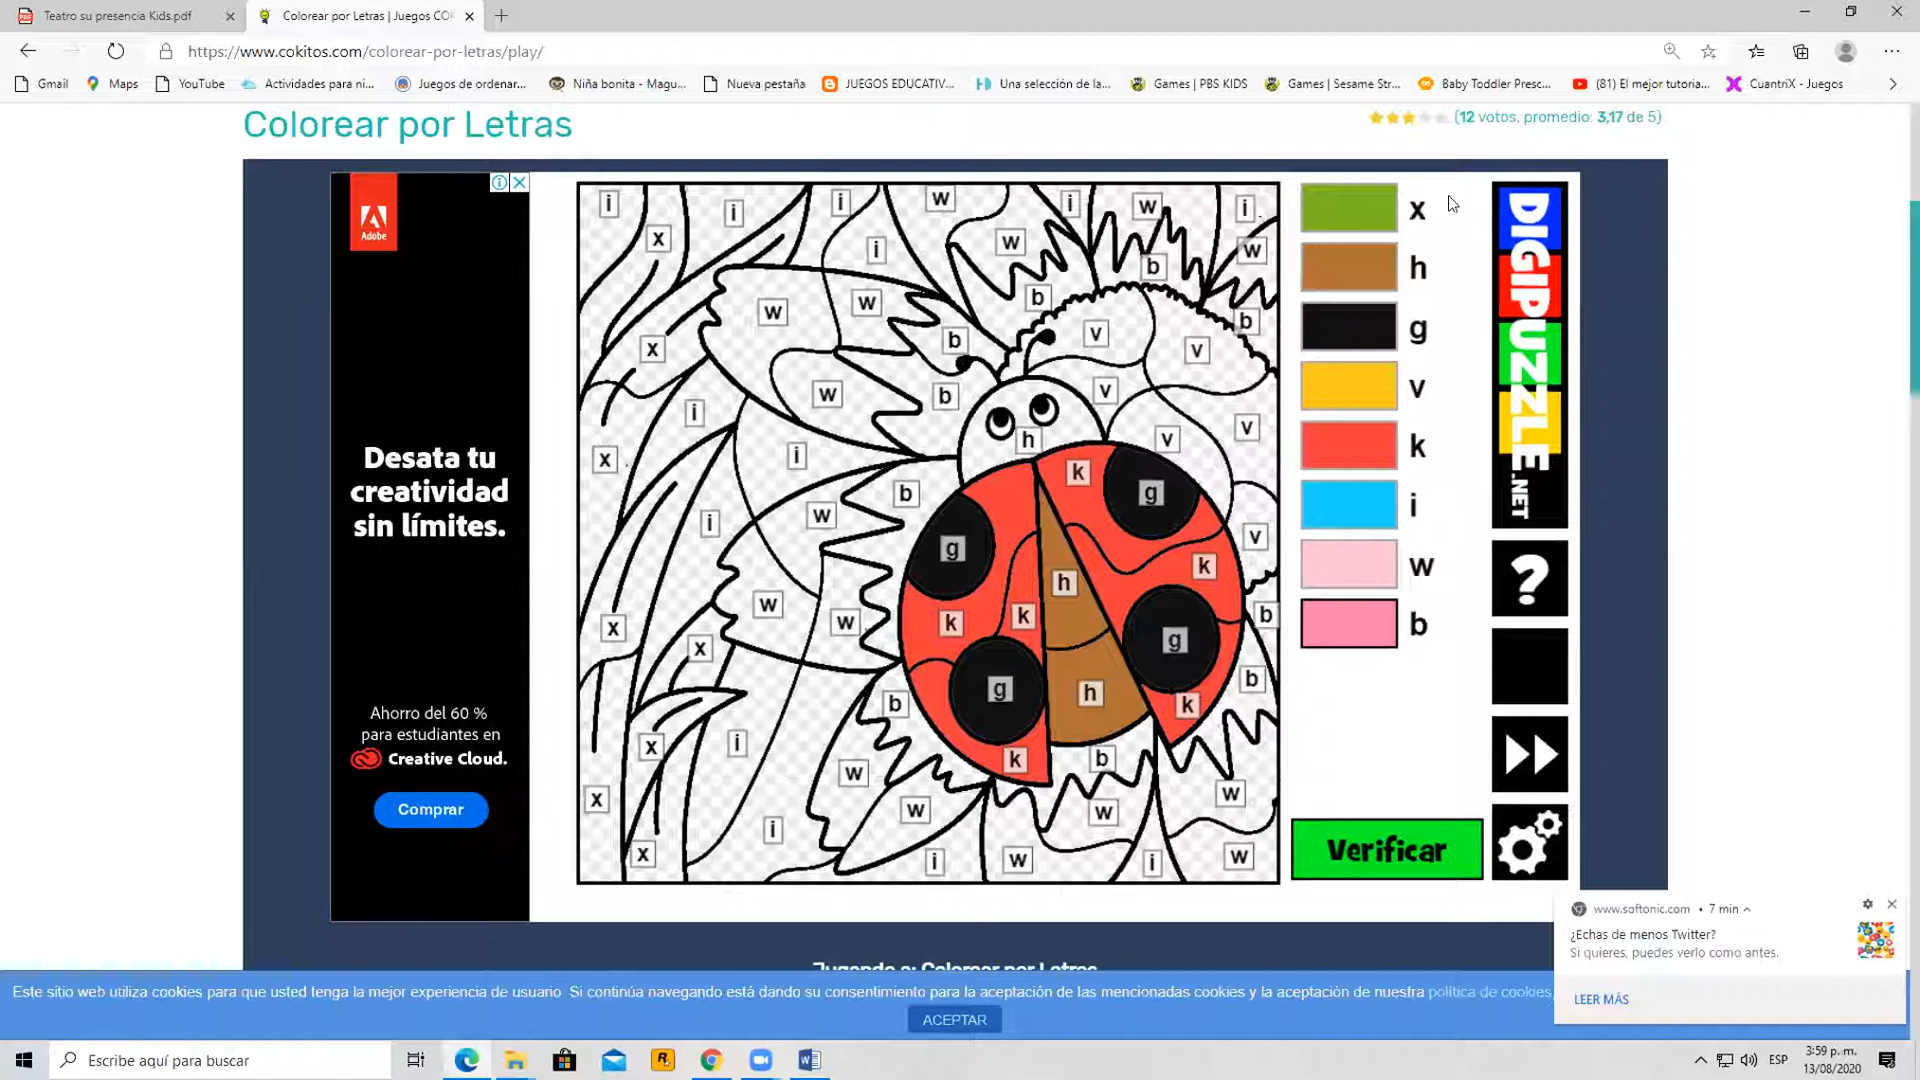 Teatro su presencia Kids.pdf
Colorear por Letras | Juegos COK
https://www.cokitos.com/colorear-por-letras/play/
Gmail
Maps
YouTube
Actividades para ni...
Juegos de ordenar...
Niña bonita - Magu...
Nueva pestaña
JUEGOS EDUCATIV...
Una selección de la...
Games | PBS KIDS
Games | Sesame Str...
Baby Toddler Presc...
(81) El mejor tutoria...
CuantriX - Juegos
Colorear por Letras
(12 votos, promedio: 3,17 de 5)
Adobe
Desata tu
creatividad
sin límites.
Ahorro del 60 %
para estudiantes en
Creative Cloud.
Comprar
i i i w i w i
x i w b w
w w b b
x b v v
w b v
i v v
x i h k
b g
i w g v
k h
w w k k g b
x x h b
b g k
x i b
w k
x w w w
i
x i w i w
x
h
g
v
k
i
w
b
DIGIPUZZLE.NET
?
Verificar
Jugando a: Colorear por Letras
Este sitio web utiliza cookies para que usted tenga la mejor experiencia de usuario. Si continúa navegando está dando su consentimiento para la aceptación de las mencionadas cookies y la aceptación de nuestra política de cookies,
ACEPTAR
www.softonic.com • 7 min
¿Echas de menos Twitter?
Si quieres, puedes verlo como antes.
LEER MÁS
Escribe aquí para buscar
ESP
3:59 p. m.
13/08/2020